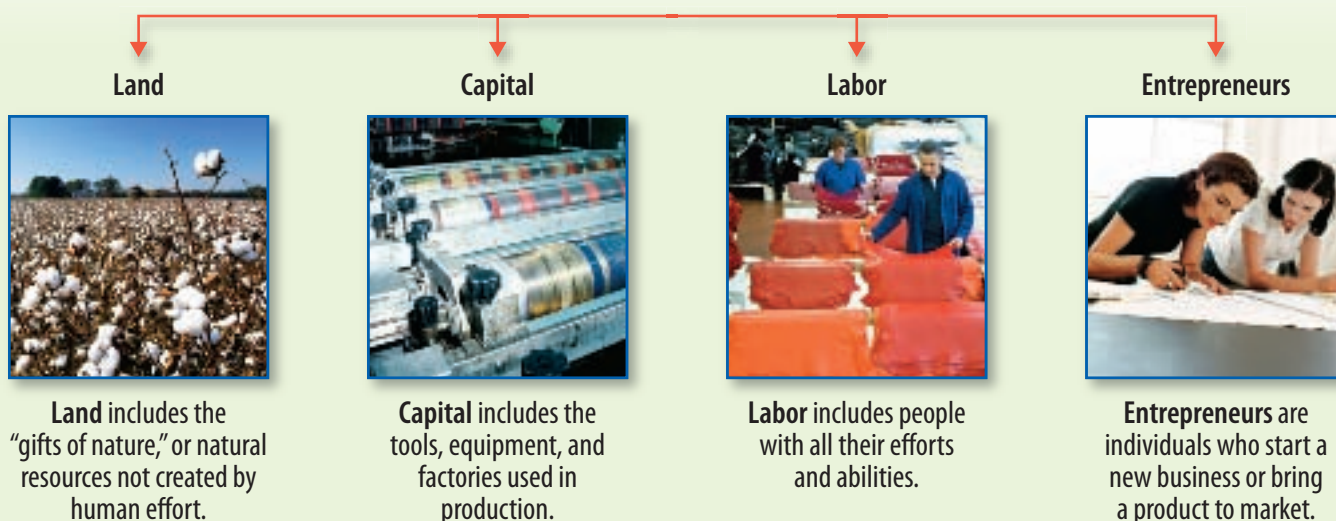 Land
Capital
Labor
Entrepreneurs
Land includes the
“gifts of nature,” or natural
resources not created by
human effort.
Capital includes the
tools, equipment, and
factories used in
production.
Labor includes people
with all their efforts
and abilities.
Entrepreneurs are
individuals who start a
new business or bring
a product to market.